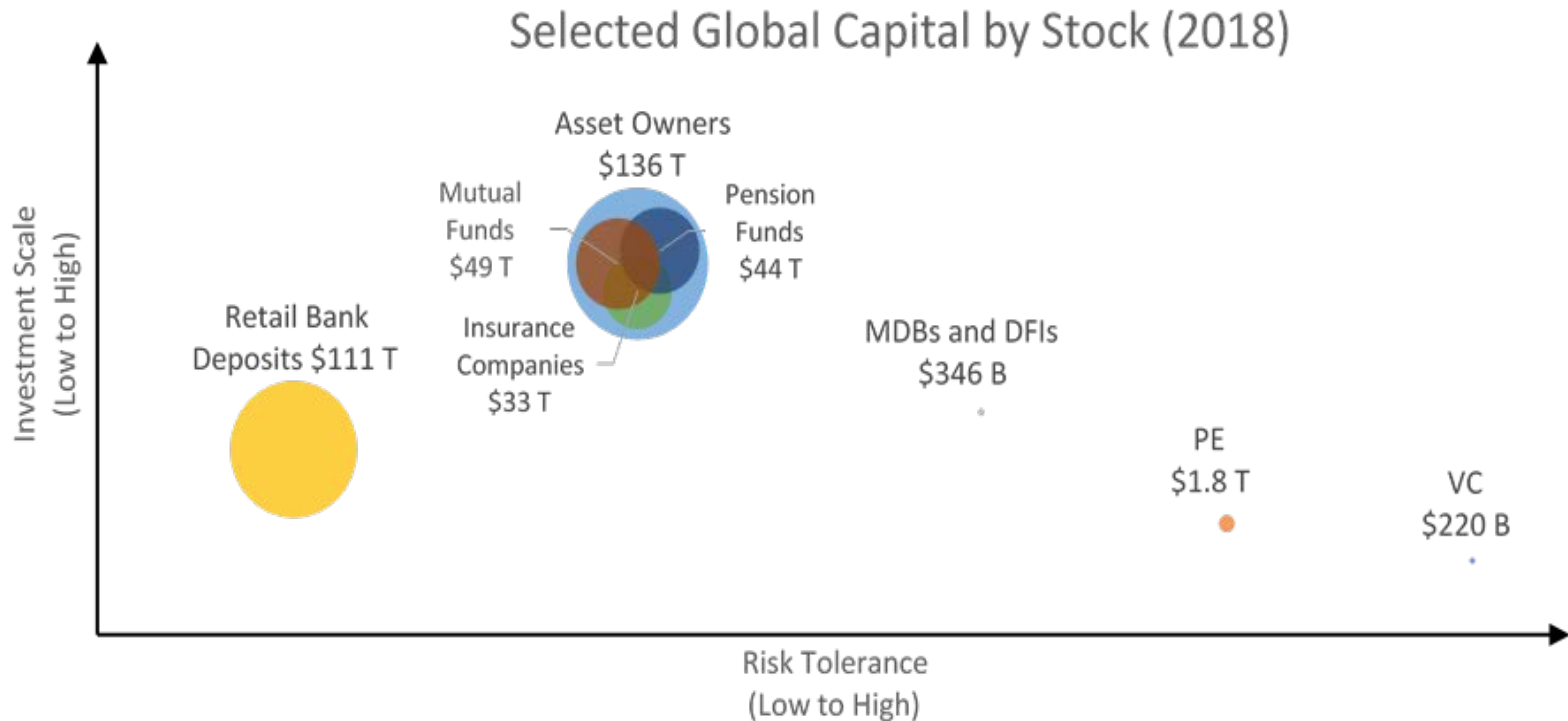 Selected Global Capital by Stock (2018)
Investment Scale
(Low to High)
Asset Owners
$136 T
Mutual
Funds
$49 T
Pension
Funds
$44 T
Insurance
Companies
$33 T
Retail Bank
Deposits $111 T
MDBs and DFIs
$346 B
PE
$1.8 T
VC
$220 B
Risk Tolerance
(Low to High)